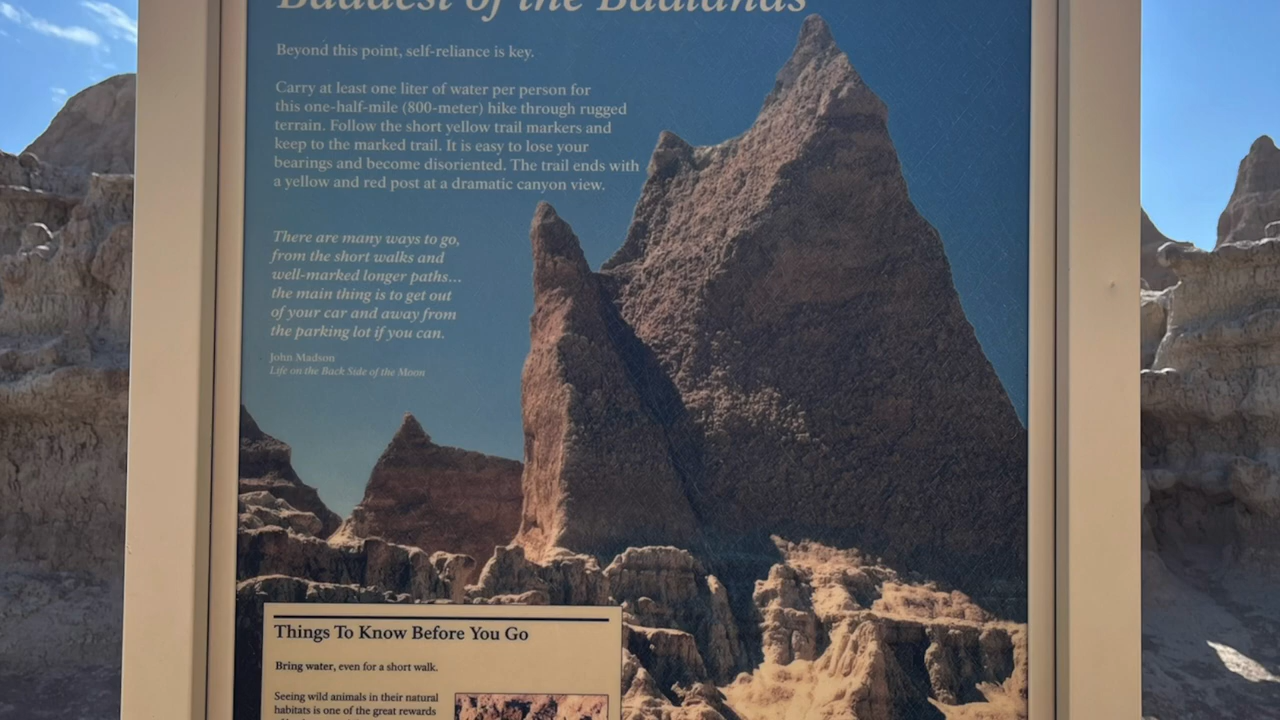 Baddest of the Badlands
Beyond this point, self-reliance is key.
Carry at least one liter of water per person for
this one-half-mile (800-meter) hike through rugged
terrain. Follow the short yellow trail markers and
keep to the marked trail. It is easy to lose your
bearings and become disoriented. The trail ends with
a yellow and red post at a dramatic canyon view.
There are many ways to go,
from the short walks and
well-marked longer paths...
the main thing is to get out
of your car and away from
the parking lot if you can.
John Madson
Life on the Back Side of the Moon
Things To Know Before You Go
Bring water, even for a short walk.
Seeing wild animals in their natural
habitats is one of the great rewards